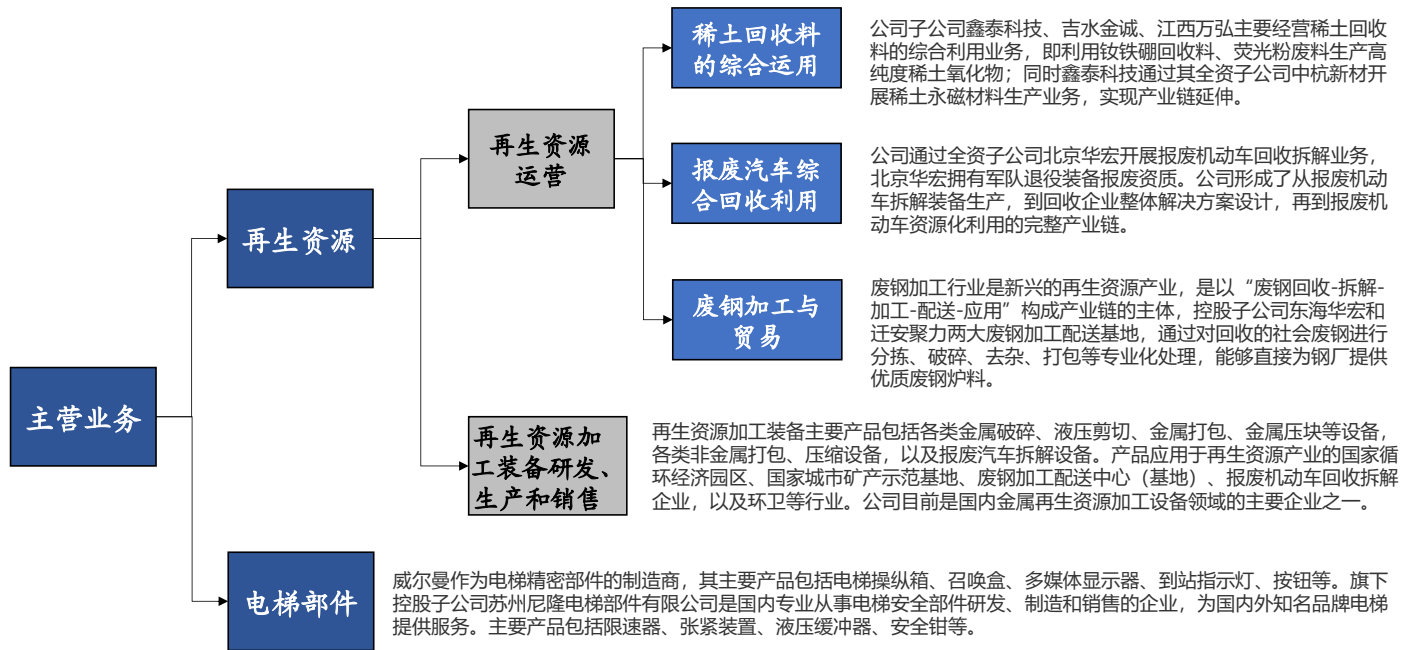 稀土回收料
的综合运用
公司子公司鑫泰科技、吉水金诚、江西万弘主要经营稀土回收
料的综合利用业务，即利用钕铁硼回收料、荧光粉废料生产高
纯度稀土氧化物；同时鑫泰科技通过其全资子公司中杭新材开
展稀土永磁材料生产业务，实现产业链延伸。
再生资源
运营
报废汽车综
合回收利用
公司通过全资子公司北京华宏开展报废机动车回收拆解业务，
北京华宏拥有军队退役装备报废资质。公司形成了从报废机动
车拆解装备生产，到回收企业整体解决方案设计，再到报废机
动车资源化利用的完整产业链。
再生资源
废钢加工与
贸易
废钢加工行业是新兴的再生资源产业，是以“废钢回收-拆解-
加工-配送-应用”构成产业链的主体，控股子公司东海华宏和
迁安聚力两大废钢加工配送基地，通过对回收的社会废钢进行
分拣、破碎、去杂、打包等专业化处理，能够直接为钢厂提供
优质废钢炉料。
主营业务
再生资源加
工装备研发、
生产和销售
再生资源加工装备主要产品包括各类金属破碎、液压剪切、金属打包、金属压块等设备，
各类非金属打包、压缩设备，以及报废汽车拆解设备。产品应用于再生资源产业的国家循
环经济园区、国家城市矿产示范基地、废钢加工配送中心（基地）、报废机动车回收拆解
企业，以及环卫等行业。公司目前是国内金属再生资源加工设备领域的主要企业之一。
电梯部件
威尔曼作为电梯精密部件的制造商，其主要产品包括电梯操纵箱、召唤盒、多媒体显示器、到站指示灯、按钮等。旗下
控股子公司苏州尼隆电梯部件有限公司是国内专业从事电梯安全部件研发、制造和销售的企业，为国内外知名品牌电梯
提供服务。主要产品包括限速器、张紧装置、液压缓冲器、安全钳等。